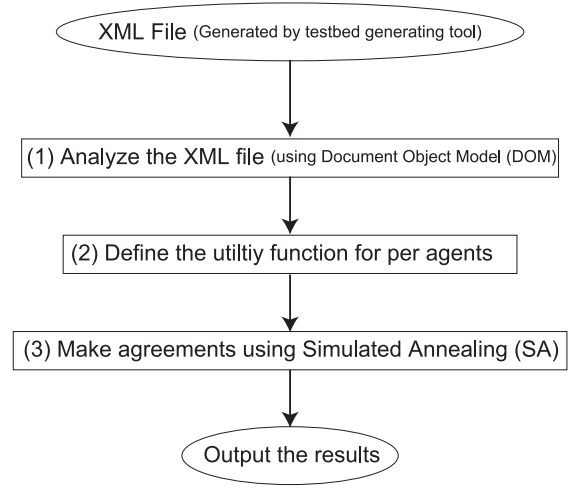 XML File (Generated by testbed generating tool)
(1) Analyze the XML file (using Document Object Model (DOM)
(2) Define the utiltiy function for per agents
(3) Make agreements using Simulated Annealing (SA)
Output the results